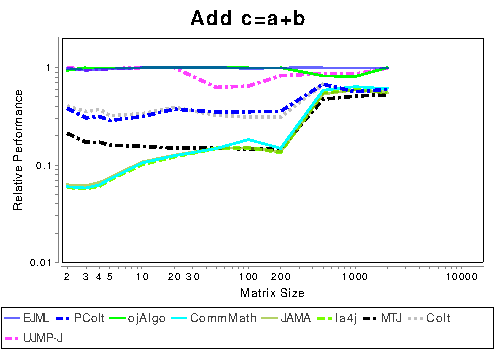 Add c=a+b
Relative Performance
1
0.1
0.01
2 3 4 5 10 20 30 100 200 1000 10000
Matrix Size
EJML PColt ojAlgo CommMath JAMA la4j MTJ Colt
UJMP-J